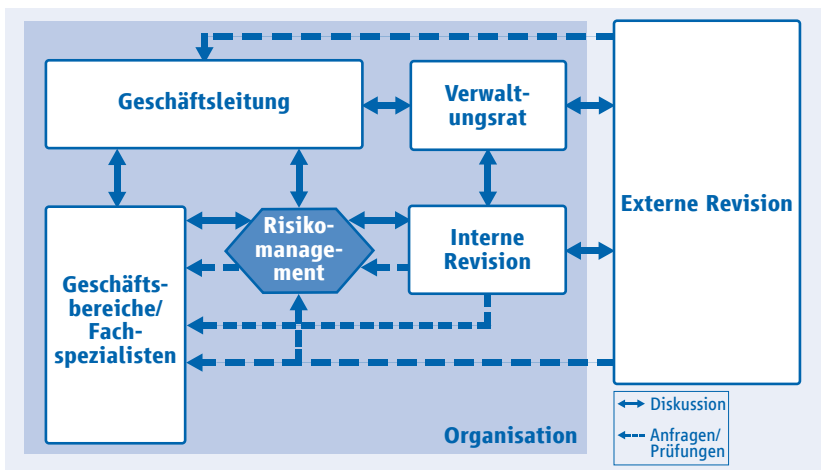 Geschäftsleitung
Verwalt-
ungsrat
Externe Revision
Risiko-
manage-
ment
Interne
Revision
Geschäfts-
bereiche/
Fach-
spezialisten
Organisation
Diskussion
Anfragen/
Prüfungen